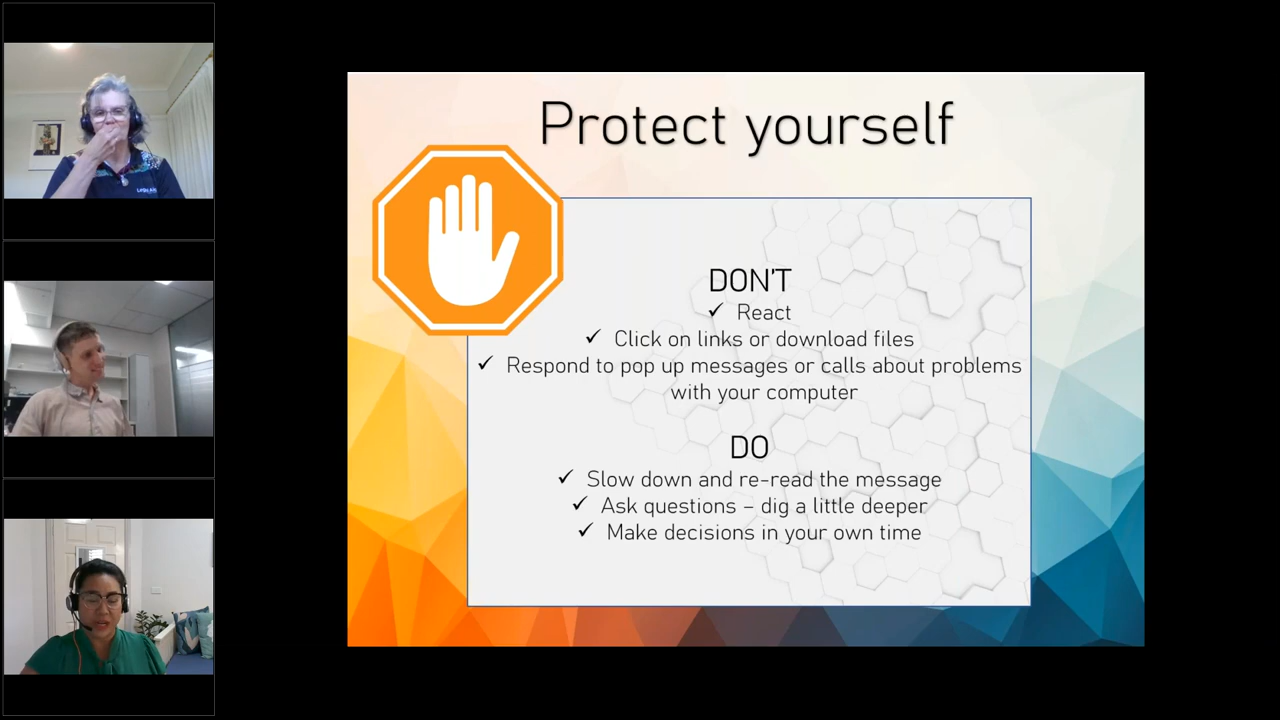 Protect yourself
DON'T
✓ React
✓ Click on links or download files
✓ Respond to pop up messages or calls about problems
with your computer
DO
✓ Slow down and re-read the message
✓ Ask questions – dig a little deeper
✓ Make decisions in your own time